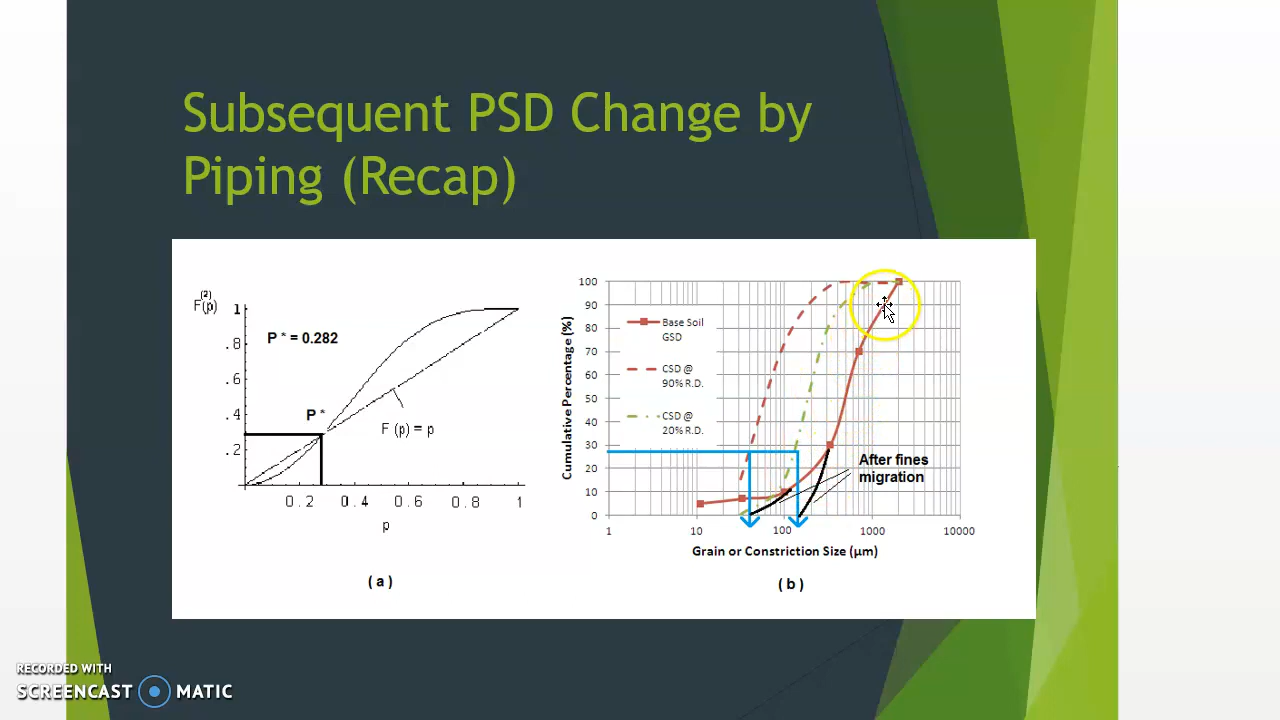 Subsequent PSD Change by
Piping (Recap)
(2)
F(p)
1
.8
.6
.4
.2
P * = 0.282
P *
F (p) = p
0.2 0.4 0.6 0.8 1
p
( a )
Cumulative Percentage (%)
100
90
80
70
60
50
40
30
20
10
0
Base Soil
GSD
CSD @
90% R.D.
CSD @
20% R.D.
After fines
migration
1 10 100 1000 10000
Grain or Constriction Size (µm)
( b )
RECORDED WITH
SCREENCAST MATIC